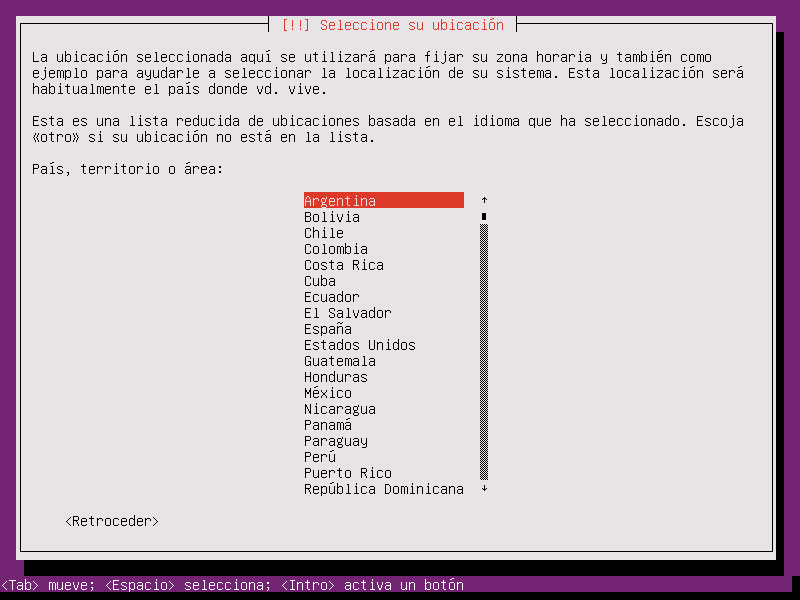 [!!] Seleccione su ubicación
La ubicación seleccionada aquí se utilizará para fijar su zona horaria y también como
ejemplo para ayudarle a seleccionar la localización de su sistema. Esta localización será
habitualmente el país donde vd. vive.
Esta es una lista reducida de ubicaciones basada en el idioma que ha seleccionado. Escoja
«otro» si su ubicación no está en la lista.
País, territorio o área:
Argentina
Bolivia
Chile
Colombia
Costa Rica
Cuba
Ecuador
El Salvador
España
Estados Unidos
Guatemala
Honduras
México
Nicaragua
Panamá
Paraguay
Perú
Puerto Rico
República Dominicana
<Retroceder>
<Tab> mueve; <Espacio> selecciona; <Intro> activa un botón